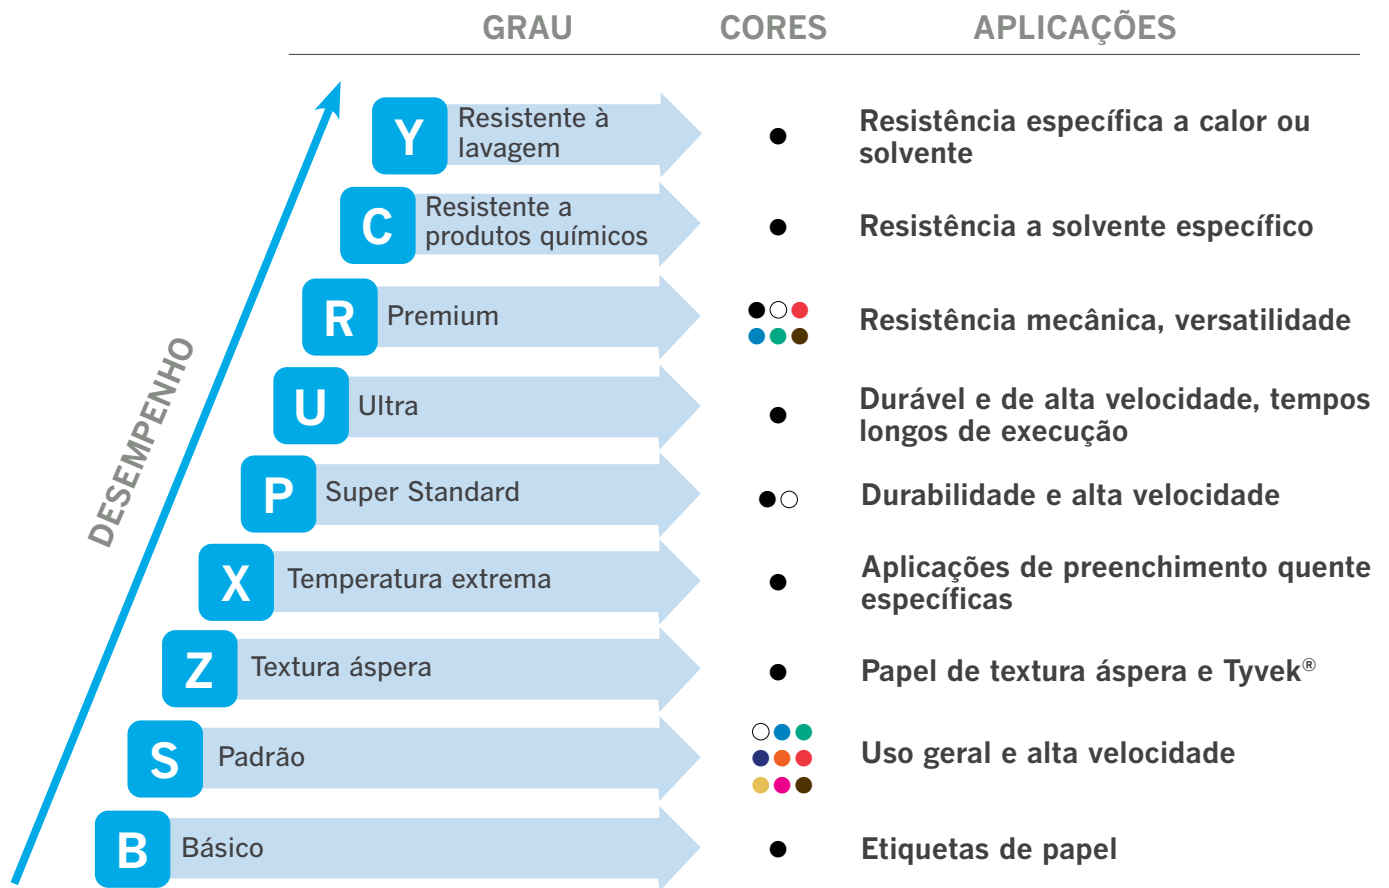 GRAU CORES APLICAÇÕES
DESEMPENHO
Y Resistente à
lavagem
Resistência específica a calor ou
solvente
C Resistente a
produtos químicos
Resistência a solvente específico
R Premium
Resistência mecânica, versatilidade
U Ultra
Durável e de alta velocidade, tempos
longos de execução
P Super Standard
Durabilidade e alta velocidade
X Temperatura extrema
Aplicações de preenchimento quente
específicas
Z Textura áspera
Papel de textura áspera e Tyvek®
S Padrão
Uso geral e alta velocidade
B Básico
Etiquetas de papel